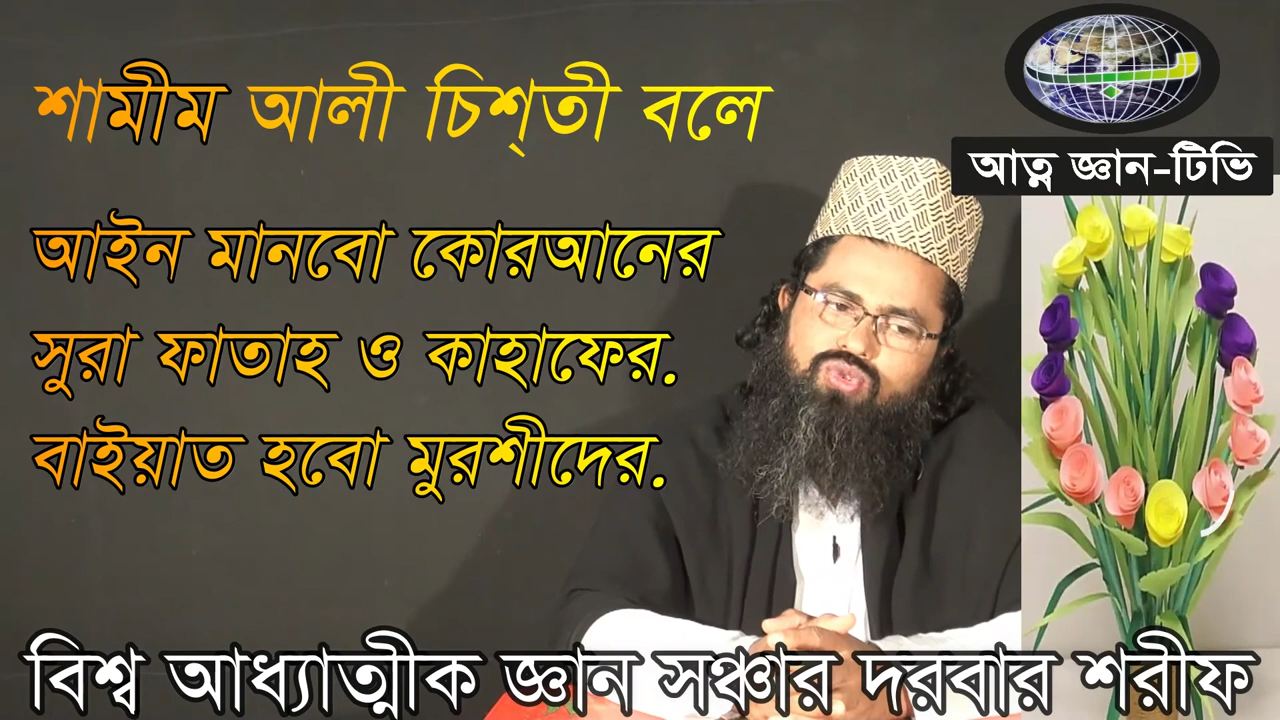 শামীম আলী চিশ্‌তী বলে
আত্ন জ্ঞান-টিভি
আইন মানবো কোরআনের
সুরা ফাতাহ ও কাহাফের.
বাইয়াত হবো মুরশীদের.
বিশ্ব আধ্যাত্নীক জ্ঞান সঞ্চার দরবার শরীফ